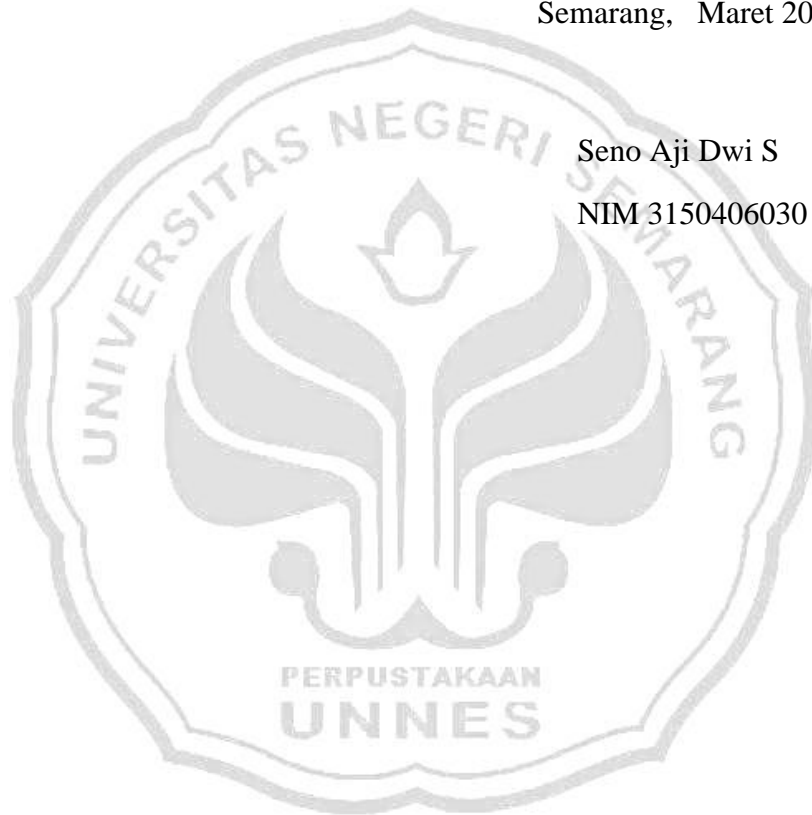 Semarang, Maret 20
Seno Aji Dwi S
NIM 3150406030
UNIVERSITAS NEGERI SEMARANG
PERPUSTAKAAN
UNNES